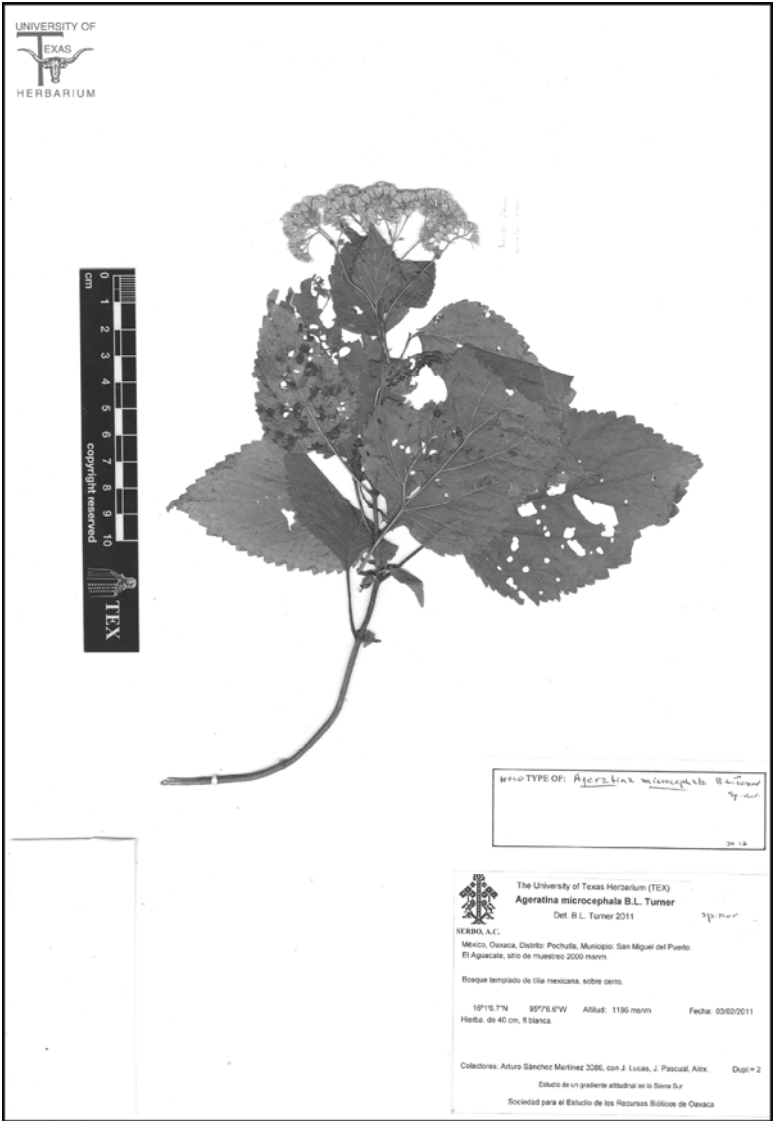 UNIVERSITY OF
TEXAS
HERBARIUM
0
cm
1
2
3
4
5
6
7
8
9
10
copyright reserved
TEX
HOLOTYPE OF: Ageratina microcephala B.L. Turner
sp. nov.
2012
The University of Texas Herbarium (TEX)
Ageratina microcephala B.L. Turner
Det. B.L. Turner 2011 sp. nov
SERBO, A.C.
México, Oaxaca, Distrito: Pochutla, Municipio: San Miguel del Puerto.
El Aguacate, sitio de muestreo 2000 msnm.
Bosque templado de tilia mexicana. sobre cerro.
16°1'6.7"N 95°7'6.6"W Altitud: 1186 msnm Fecha: 03/02/2011
Hierba. de 40 cm, fl blanca.
Colectores: Arturo Sánchez Martínez 3086, con J. Lucas, J. Pascual, Alex. Dupl.= 2
Estudio de un gradiente altitudinal en la Sierra Sur
Sociedad para el Estudio de los Recursos Bióticos de Oaxaca